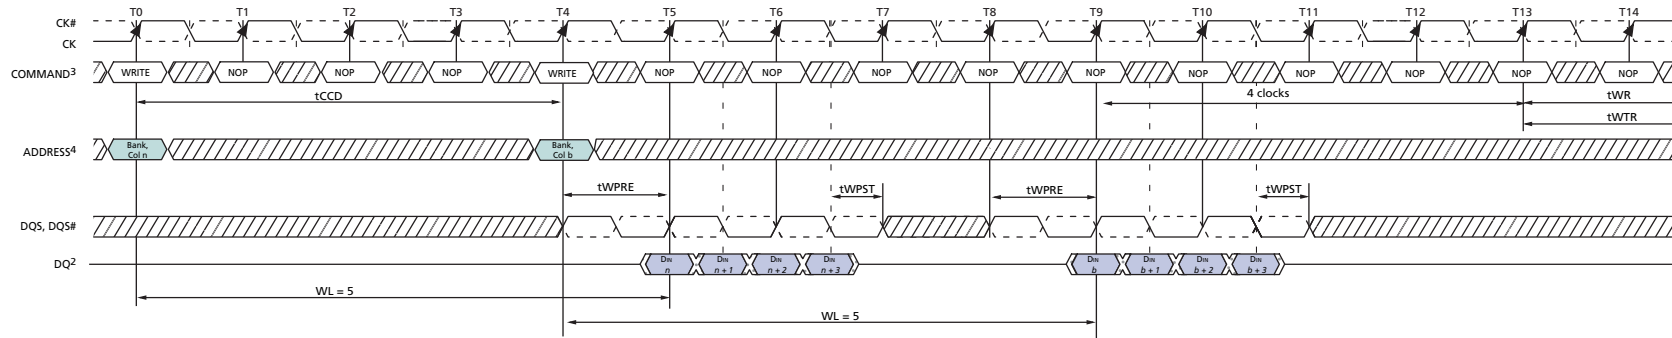 T0 T1 T2 T3 T4 T5 T6 T7 T8 T9 T10 T11 T12 T13 T14
CK#
CK
COMMAND3 WRITE NOP NOP NOP WRITE NOP NOP NOP NOP NOP NOP NOP NOP NOP NOP
tCCD 4 clocks tWR
tWTR
ADDRESS4 Bank, Col n Bank, Col b
tWPRE tWPST tWPRE tWPST
DQS, DQS#
DQ2 DIN n DIN n + 1 DIN n + 2 DIN n + 3 DIN b DIN b + 1 DIN b + 2 DIN b + 3
WL = 5
WL = 5